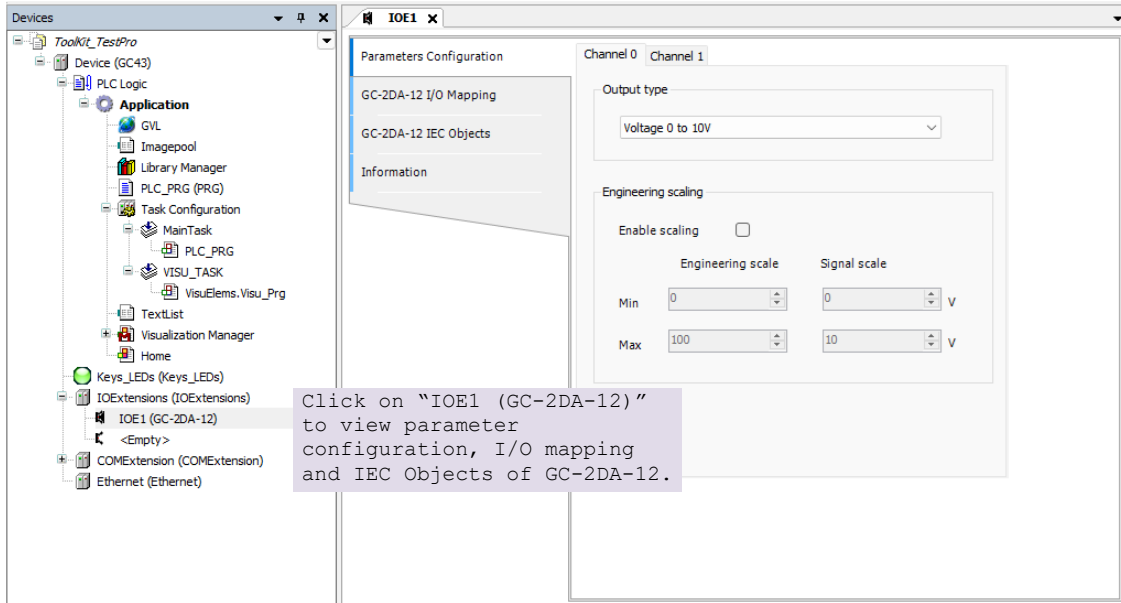 Devices
IOE1
ToolKit_TestPro
Device (GC43)
PLC Logic
Application
GVL
Imagepool
Library Manager
PLC_PRG (PRG)
Task Configuration
MainTask
PLC_PRG
VISU_TASK
VisuElems.Visu_Prg
TextList
Visualization Manager
Home
Keys_LEDs (Keys_LEDs)
IOExtensions (IOExtensions)
IOE1 (GC-2DA-12)
<Empty>
COMExtension (COMExtension)
Ethernet (Ethernet)
Parameters Configuration
GC-2DA-12 I/O Mapping
GC-2DA-12 IEC Objects
Information
Channel 0 Channel 1
Output type
Voltage 0 to 10V
Engineering scaling
Enable scaling
Engineering scale Signal scale
Min 0 0 V
Max 100 10 V
Click on “IOE1 (GC-2DA-12)”
to view parameter
configuration, I/O mapping
and IEC Objects of GC-2DA-12.